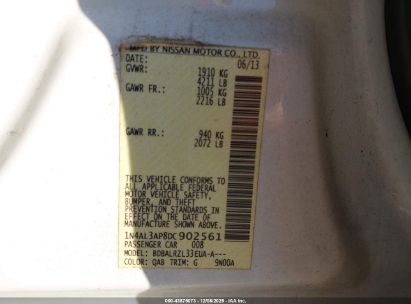 MFD BY NISSAN MOTOR CO., LTD.
DATE: 06/13
GVWR: 1910 KG
4211 LB
GAWR FR.: 1005 KG
2216 LB
GAWR RR.: 940 KG
2072 LB
THIS VEHICLE CONFORMS TO
ALL APPLICABLE FEDERAL
MOTOR VEHICLE SAFETY,
BUMPER, AND THEFT
PREVENTION STANDARDS
IN EFFECT ON THE DATE OF
MANUFACTURE SHOWN ABOVE.
1N4AL3AP8DC902561
PASSENGER CAR 008
MODEL: BDBALRZL33EUA-A---
COLOR: QAB TRIM: G 9N00A